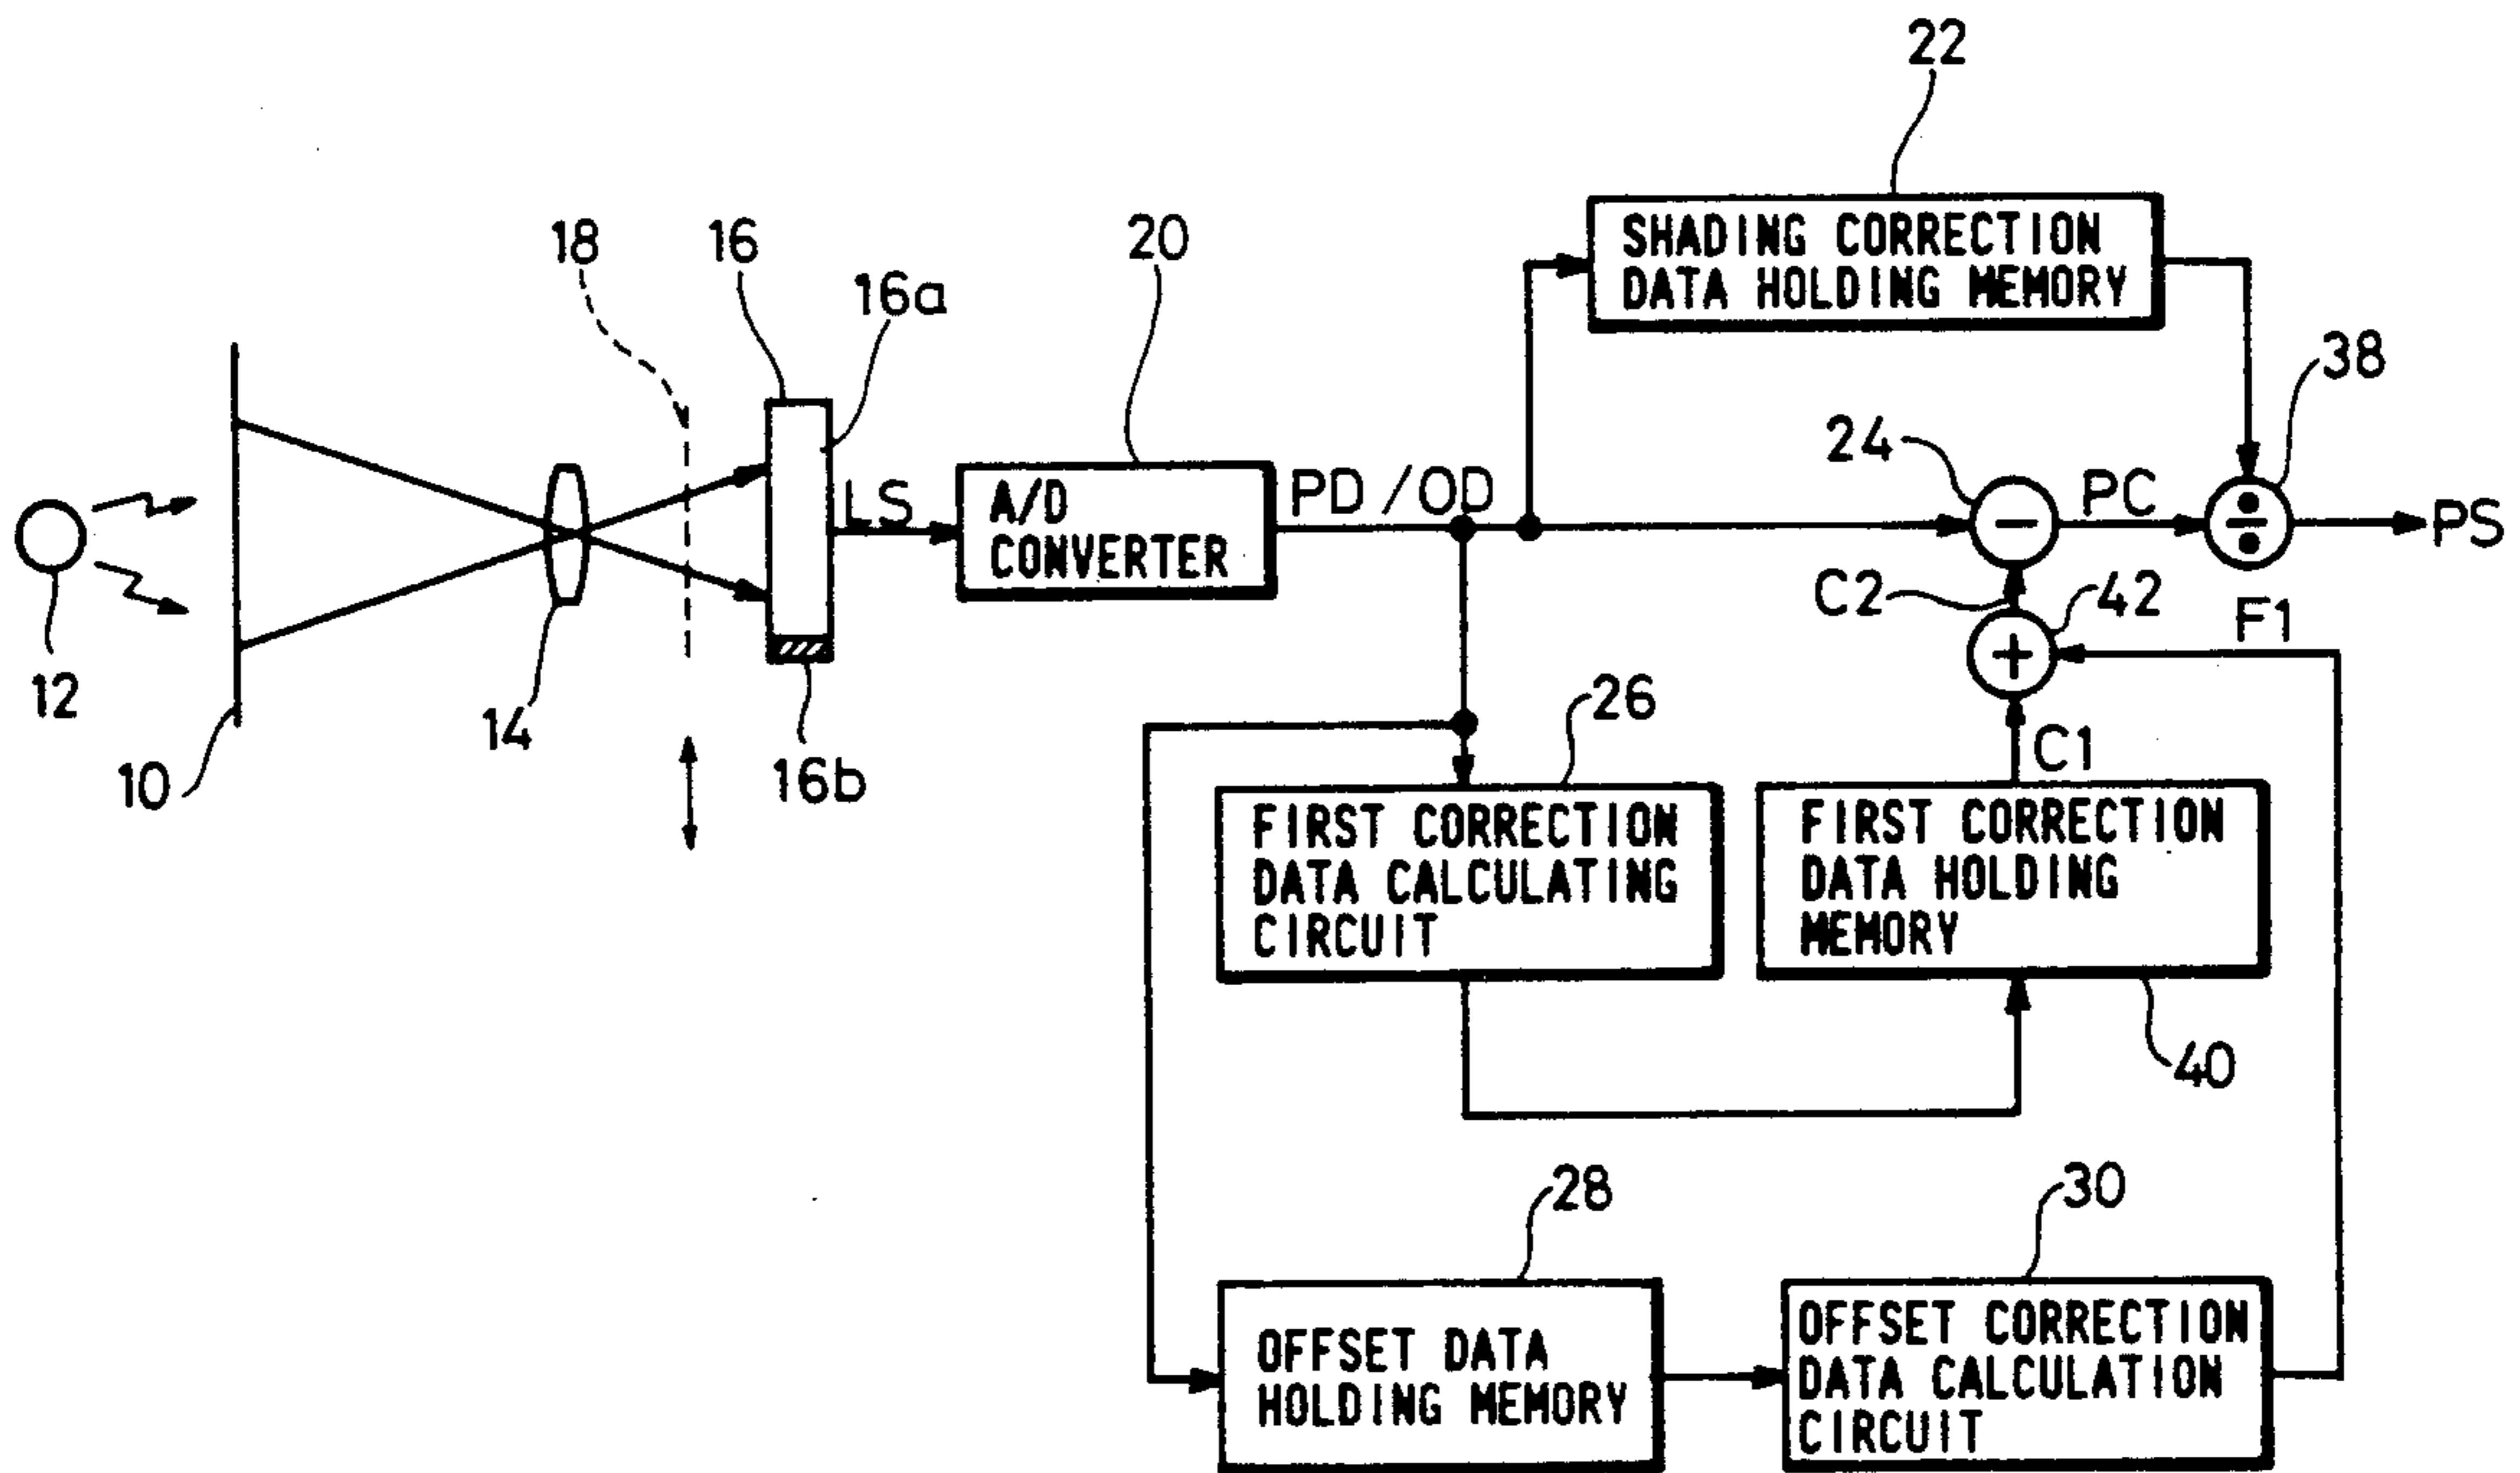 22
SHADING CORRECTION
DATA HOLDING MEMORY
18
16
16a
20
38
24
LS
A/D
CONVERTER
PD/OD
−
PC
÷
PS
C2
42
F1
+
12
10
14
16b
26
C1
FIRST CORRECTION
DATA CALCULATING
CIRCUIT
FIRST CORRECTION
DATA HOLDING
MEMORY
40
28
30
OFFSET DATA
HOLDING MEMORY
OFFSET CORRECTION
DATA CALCULATION
CIRCUIT